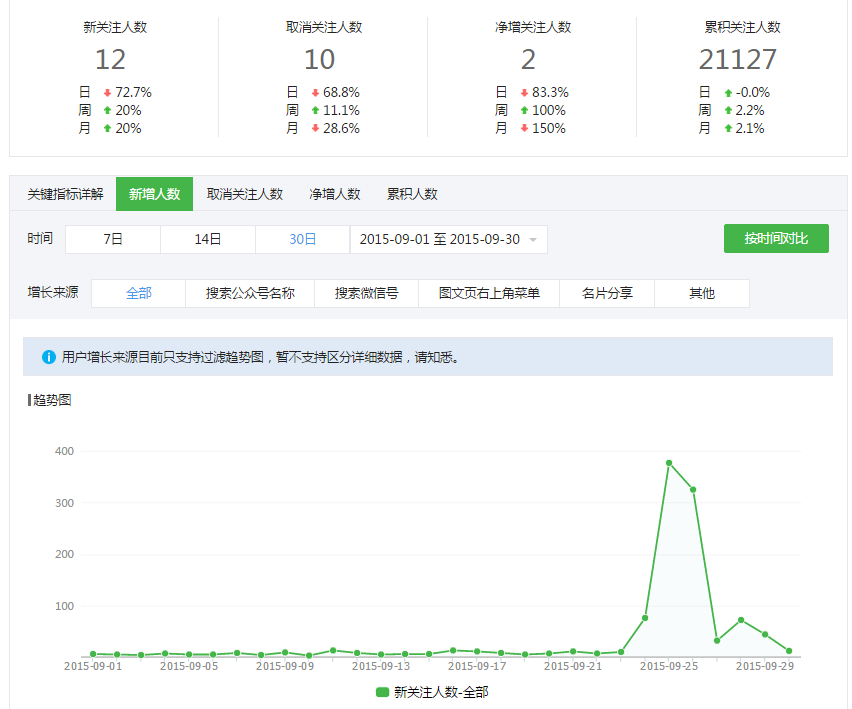 新关注人数 取消关注人数 净增关注人数 累积关注人数
12 10 2 21127
日 72.7% 日 68.8% 日 83.3% 日 -0.0%
周 20% 周 11.1% 周 100% 周 2.2%
月 20% 月 28.6% 月 150% 月 2.1%
关键指标详解 新增人数 取消关注人数 净增人数 累积人数
时间 7日 14日 30日 2015-09-01 至 2015-09-30 按时间对比
增长来源 全部 搜索公众号名称 搜索微信号 图文页右上角菜单 名片分享 其他
用户增长来源目前只支持过滤趋势图，暂不支持区分详细数据，请知悉。
趋势图
400
300
200
100
2015-09-01 2015-09-05 2015-09-09 2015-09-13 2015-09-17 2015-09-21 2015-09-25 2015-09-29
新关注人数-全部